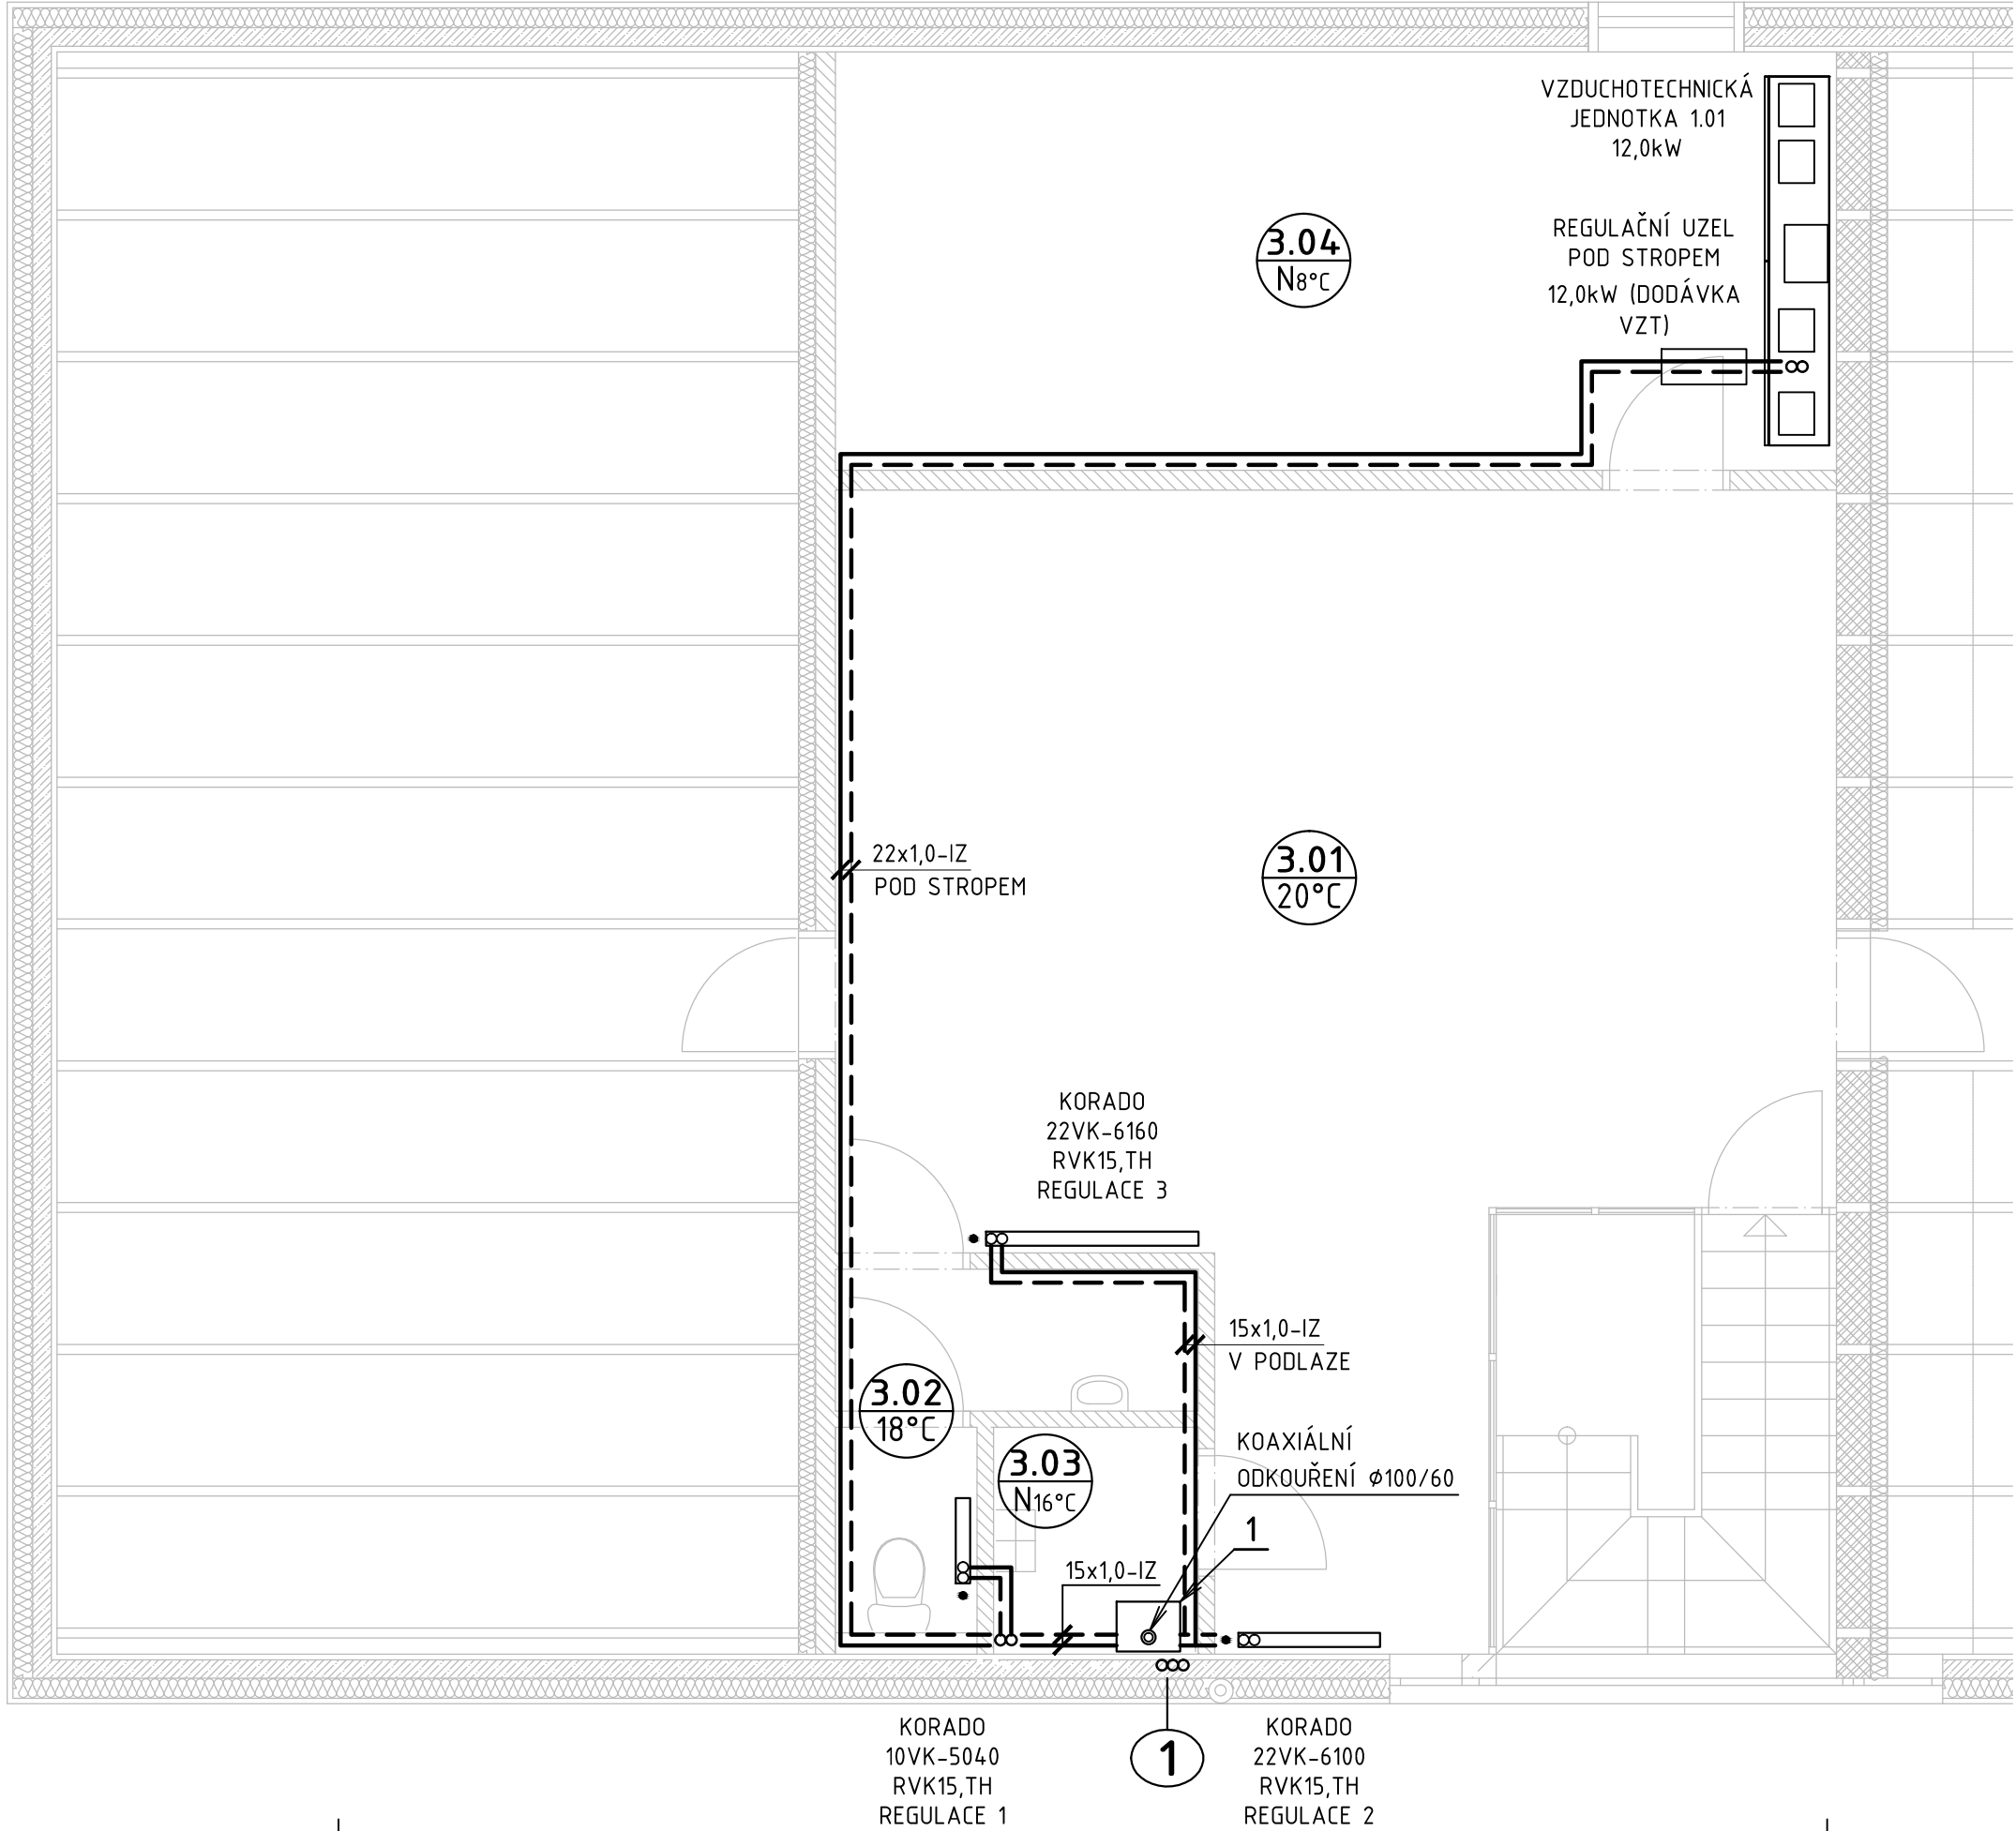 VZDUCHOTECHNICKÁ
JEDNOTKA 1.01
12,0kW
REGULAČNÍ UZEL
POD STROPEM
12,0kW (DODÁVKA
VZT)
3.04
N8°C
22x1,0-IZ
POD STROPEM
3.01
20°C
KORADO
22VK-6160
RVK15,TH
REGULACE 3
15x1,0-IZ
V PODLAZE
3.02
18°C
KOAXIÁLNÍ
ODKOUŘENÍ ϕ100/60
3.03
N16°C
1
15x1,0-IZ
KORADO
10VK-5040
RVK15,TH
REGULACE 1
1
KORADO
22VK-6100
RVK15,TH
REGULACE 2